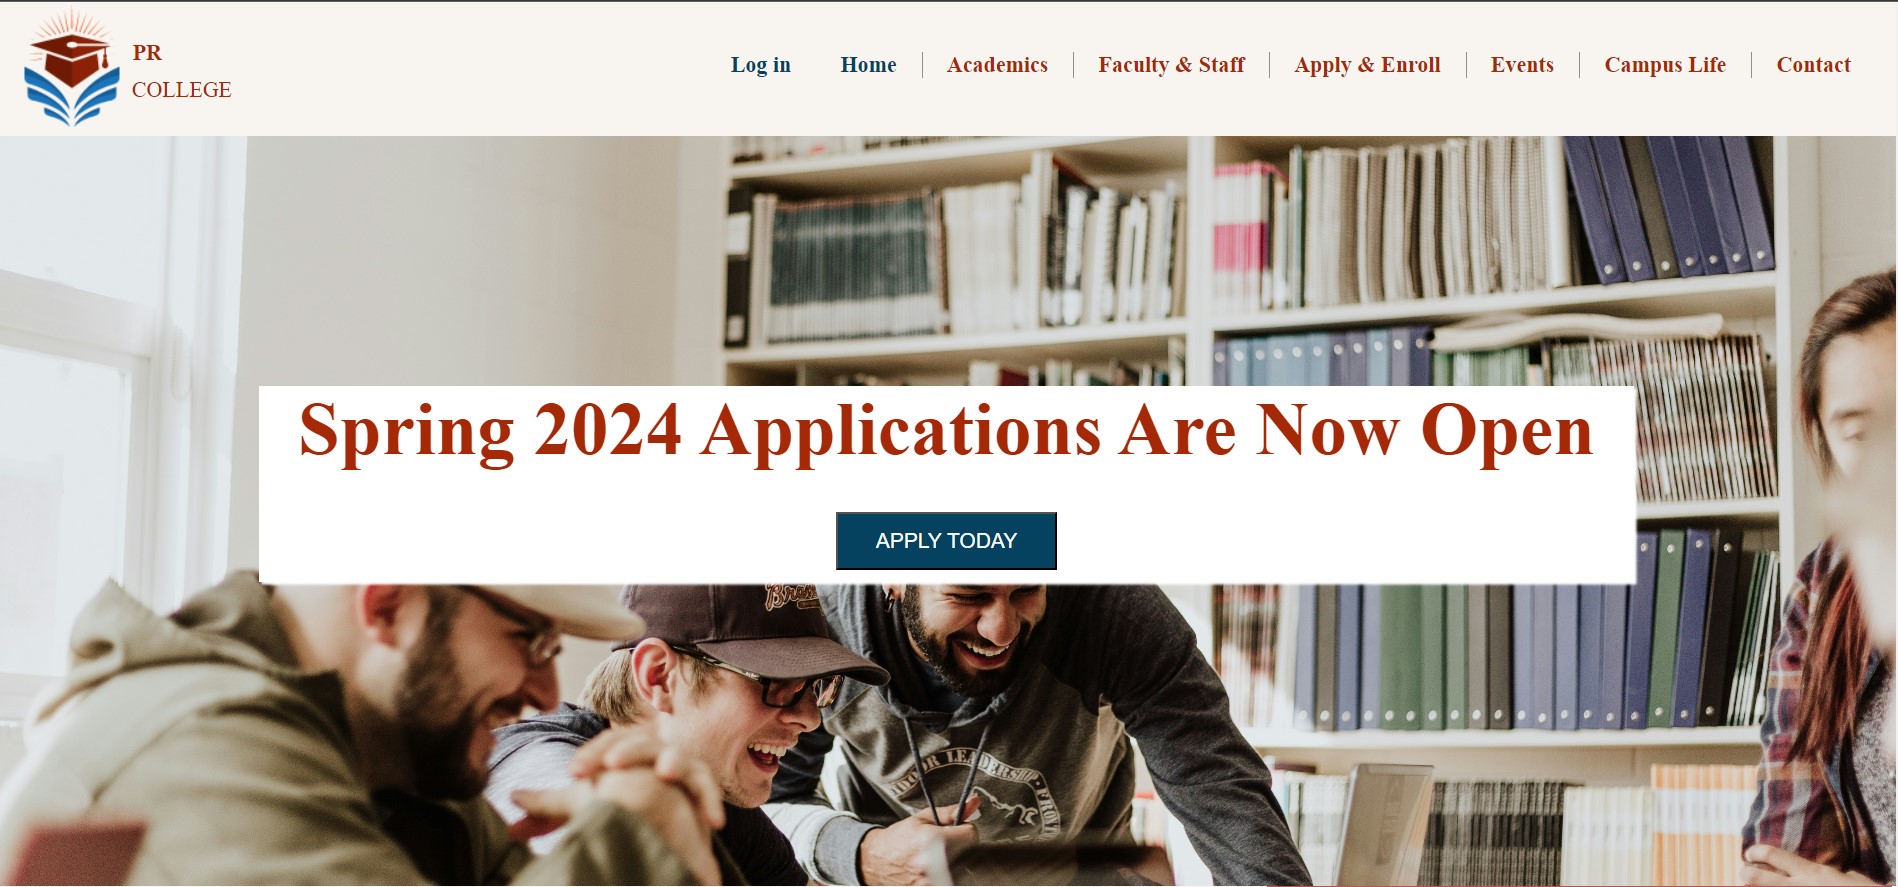 PR
COLLEGE
Log in Home Academics Faculty & Staff Apply & Enroll Events Campus Life Contact
Spring 2024 Applications Are Now Open
APPLY TODAY
LEADERSHIP